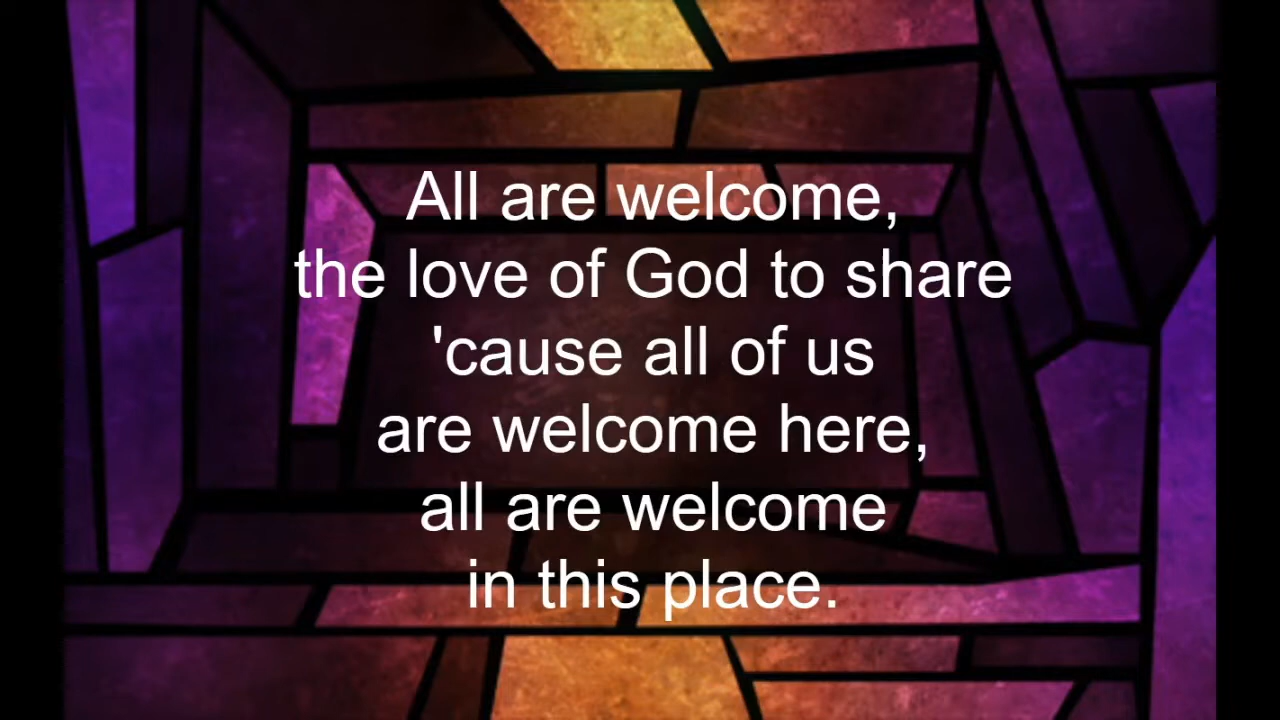 All are welcome,
the love of God to share
'cause all of us
are welcome here,
all are welcome
in this place.